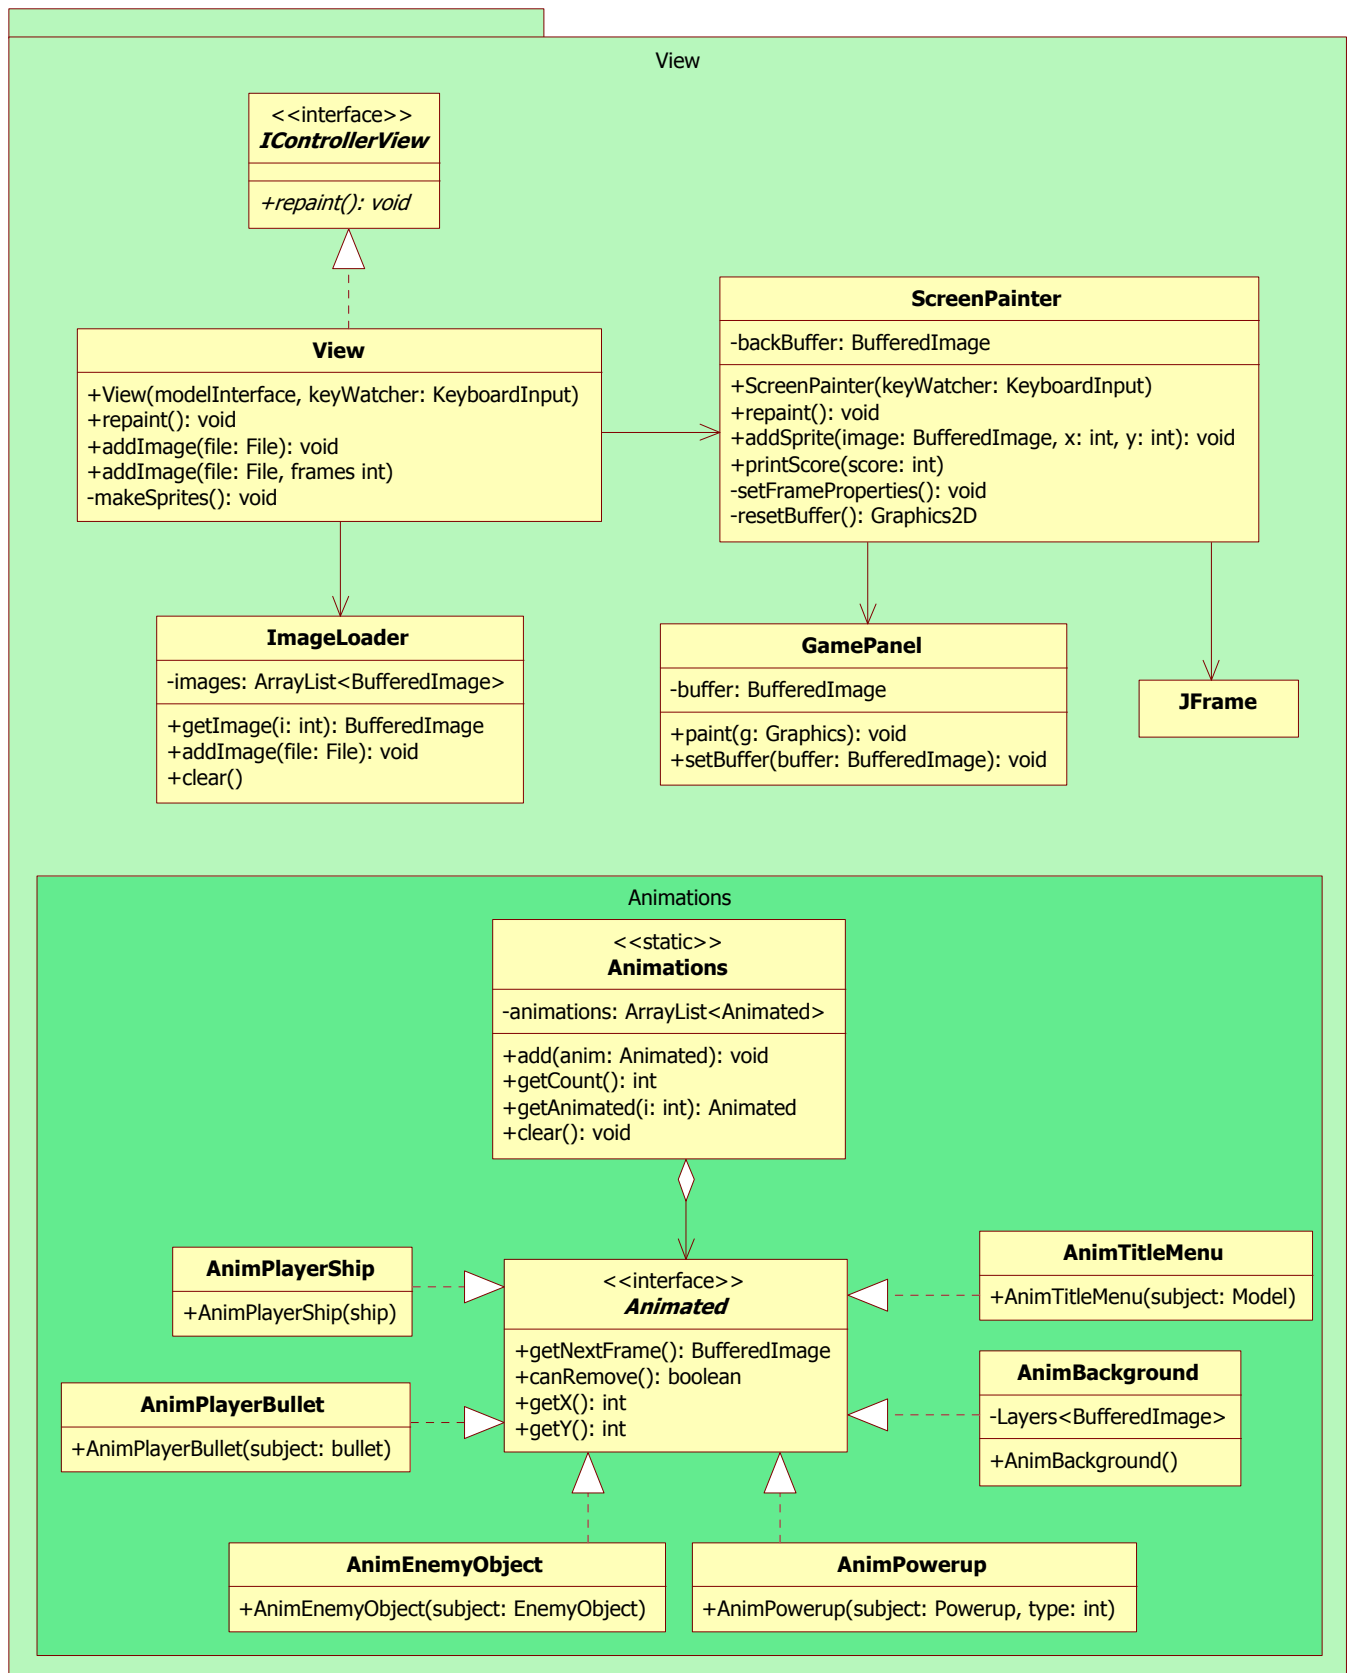 View
<<interface>>
IControllerView
+repaint(): void
View
+View(modelInterface, keyWatcher: KeyboardInput)
+repaint(): void
+addImage(file: File): void
+addImage(file: File, frames int)
-makeSprites(): void
ScreenPainter
-backBuffer: BufferedImage
+ScreenPainter(keyWatcher: KeyboardInput)
+repaint(): void
+addSprite(image: BufferedImage, x: int, y: int): void
+printScore(score: int)
-setFrameProperties(): void
-resetBuffer(): Graphics2D
ImageLoader
-images: ArrayList<BufferedImage>
+getImage(i: int): BufferedImage
+addImage(file: File): void
+clear()
GamePanel
-buffer: BufferedImage
+paint(g: Graphics): void
+setBuffer(buffer: BufferedImage): void
JFrame
Animations
<<static>>
Animations
-animations: ArrayList<Animated>
+add(anim: Animated): void
+getCount(): int
+getAnimated(i: int): Animated
+clear(): void
AnimPlayerShip
+AnimPlayerShip(ship)
<<interface>>
Animated
+getNextFrame(): BufferedImage
+canRemove(): boolean
+getX(): int
+getY(): int
AnimTitleMenu
+AnimTitleMenu(subject: Model)
AnimPlayerBullet
+AnimPlayerBullet(subject: bullet)
AnimBackground
-Layers<BufferedImage>
+AnimBackground()
AnimEnemyObject
+AnimEnemyObject(subject: EnemyObject)
AnimPowerup
+AnimPowerup(subject: Powerup, type: int)